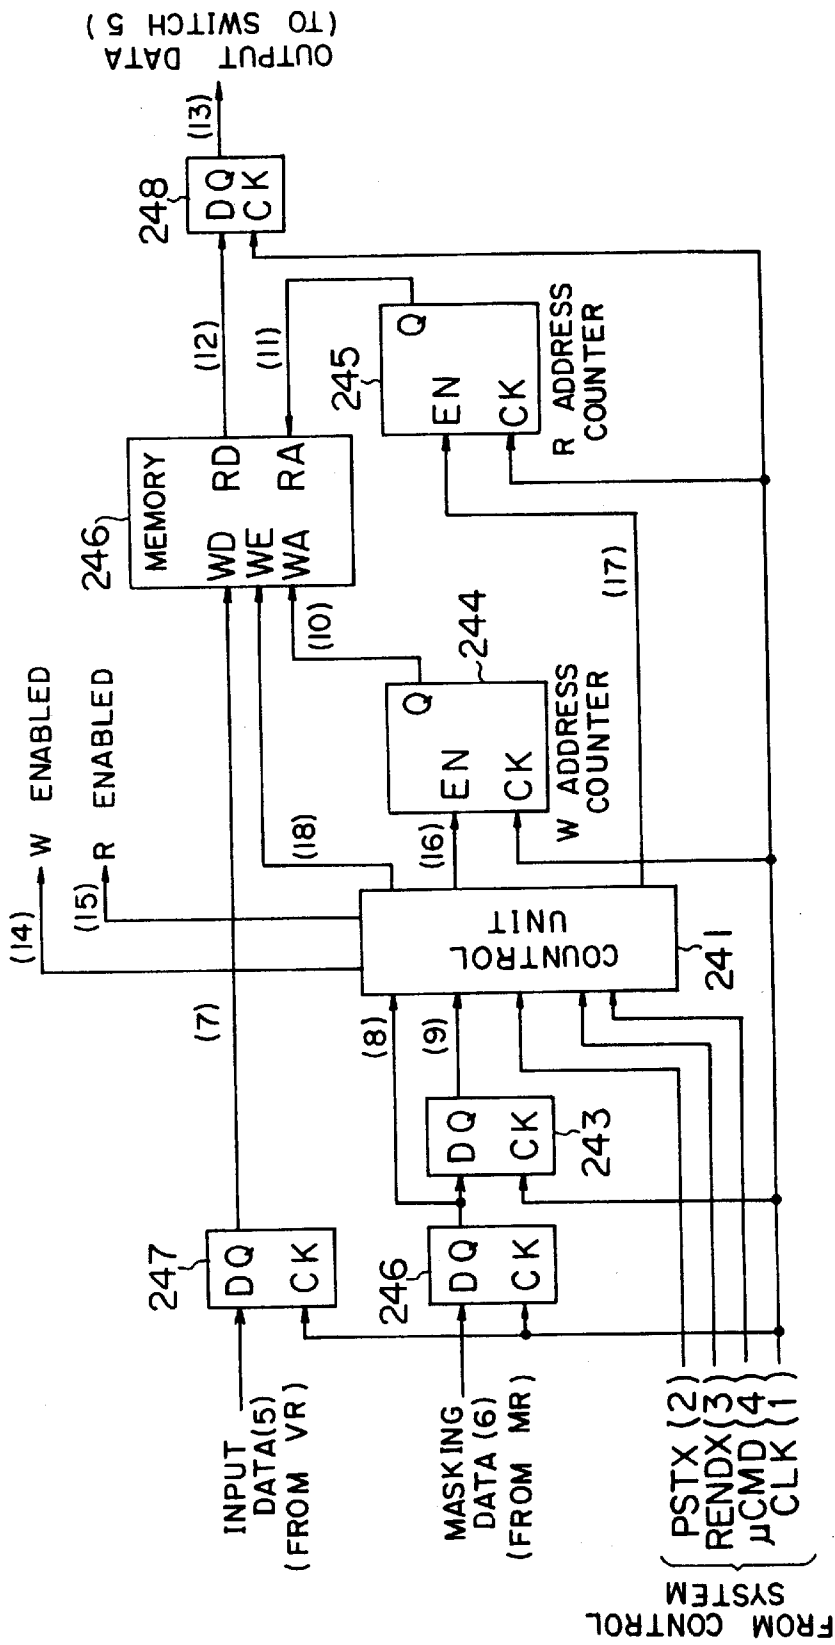 INPUT
DATA(5)
(FROM VR)
247
DQ
CK
(7)
MASKING
DATA (6)
(FROM MR)
246
DQ
CK
(8)
(9)
DQ
CK
243
FROM CONTROL
SYSTEM
PSTX (2)
RENDX (3)
μCMD (4)
CLK (1)
COUNTROL
UNIT
241
(14)
W ENABLED
(15)
R ENABLED
(18)
(16)
(17)
EN
Q
CK
244
W ADDRESS
COUNTER
(10)
246
MEMORY
WD
RD
WE
WA
RA
(11)
(12)
245
EN
Q
CK
R ADDRESS
COUNTER
248
DQ
CK
(13)
OUTPUT DATA
(TO SWITCH 5)